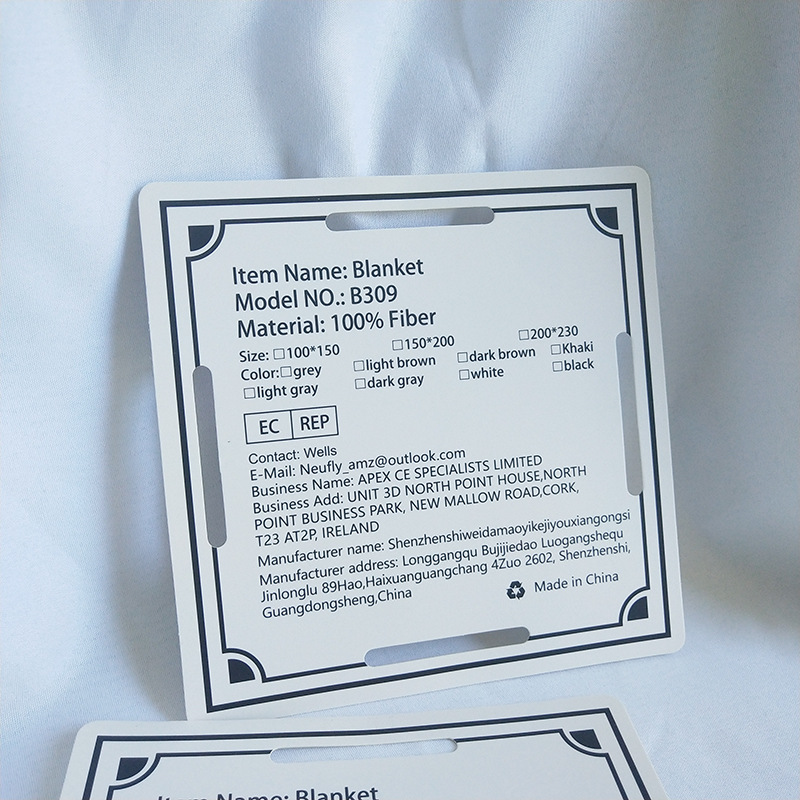 Item Name: Blanket
Model NO.: B309
Material: 100% Fiber
Size: ☐100*150 ☐150*200 ☐200*230
Color:☐grey ☐light brown ☐dark brown ☐Khaki
☐light gray ☐dark gray ☐white ☐black
EC REP
Contact: Wells
E-Mail: Neufly_amz@outlook.com
Business Name: APEX CE SPECIALISTS LIMITED
Business Add: UNIT 3D NORTH POINT HOUSE,NORTH
POINT BUSINESS PARK, NEW MALLOW ROAD,CORK,
T23 AT2P, IRELAND
Manufacturer name: Shenzhenshiweidamaoyikejiyouxiangongsi
Manufacturer address: Longgangqu Bujijiedao Luogangshequ
Jinlonglu 89Hao,Haixuanguangchang 4Zuo 2602, Shenzhenshi,
Guangdongsheng,China
Made in China
Item Name: Blanket